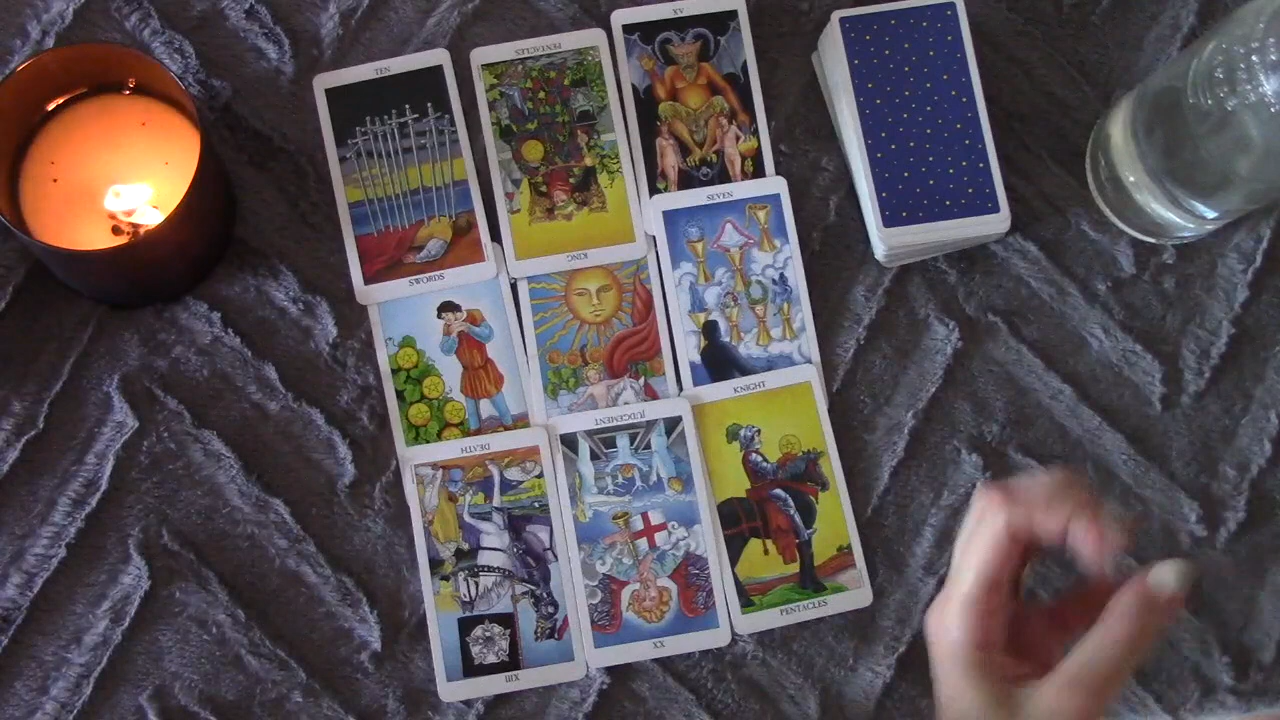 TEN
SWORDS
PENTACLES
KING
XV
SEVEN
DEATH
XIII
JUDGEMENT
XX
KNIGHT
PENTACLES